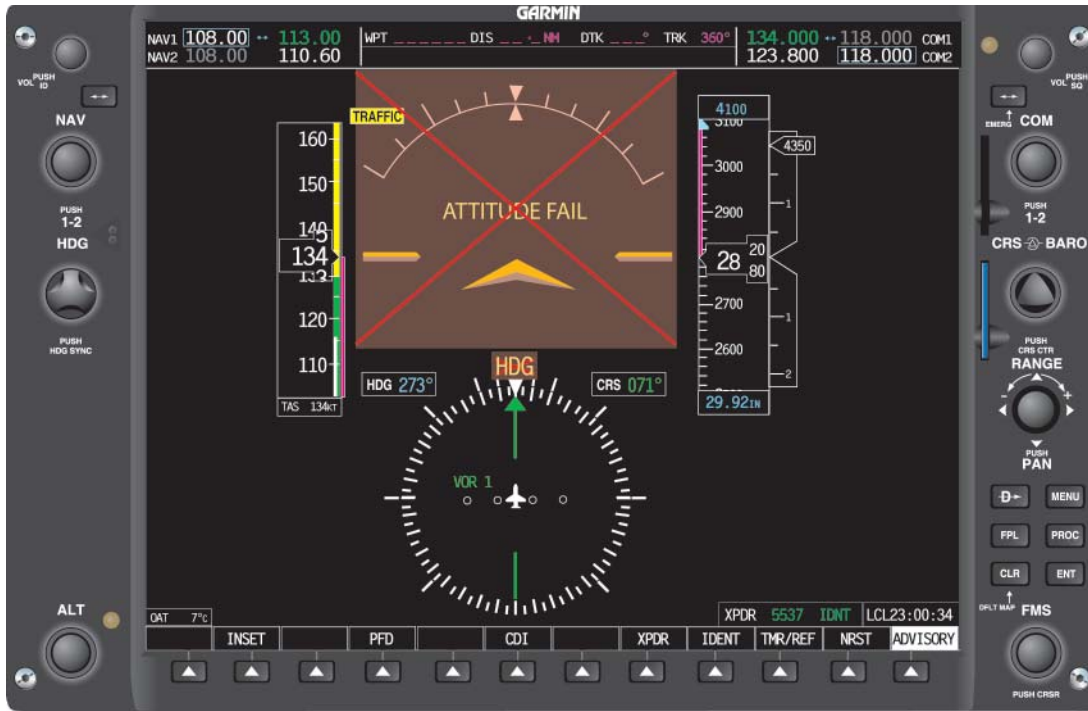 GARMIN
NAV1 108.00 ↔ 113.00 WPT _ _ _ _ _ _ DIS _ _ . _ NM DTK _ _ _° TRK 360° 134.000 ↔ 118.000 COM1
NAV2 108.00 110.60 123.800 118.000 COM2
VOL PUSH ID
VOL PUSH SQ
NAV
EMERG COM
PUSH
1-2
PUSH
1-2
HDG
CRS BARO
PUSH
HDG SYNC
PUSH
CRS CTR
RANGE
- +
PUSH
PAN
TRAFFIC
160
150
140
134
120
110
TAS 134KT
ATTITUDE FAIL
4100
3100
3000
2900
28 20
80
2700
2600
29.92IN
4350
1
1
2
HDG
HDG 273°
CRS 071°
VOR 1
D MENU
FPL PROC
CLR ENT
DFLT MAP FMS
PUSH CRSR
ALT
OAT 7°C
XPDR 5537 IDNT LCL23:00:34
INSET PFD CDI XPDR IDENT TMR/REF NRST ADVISORY